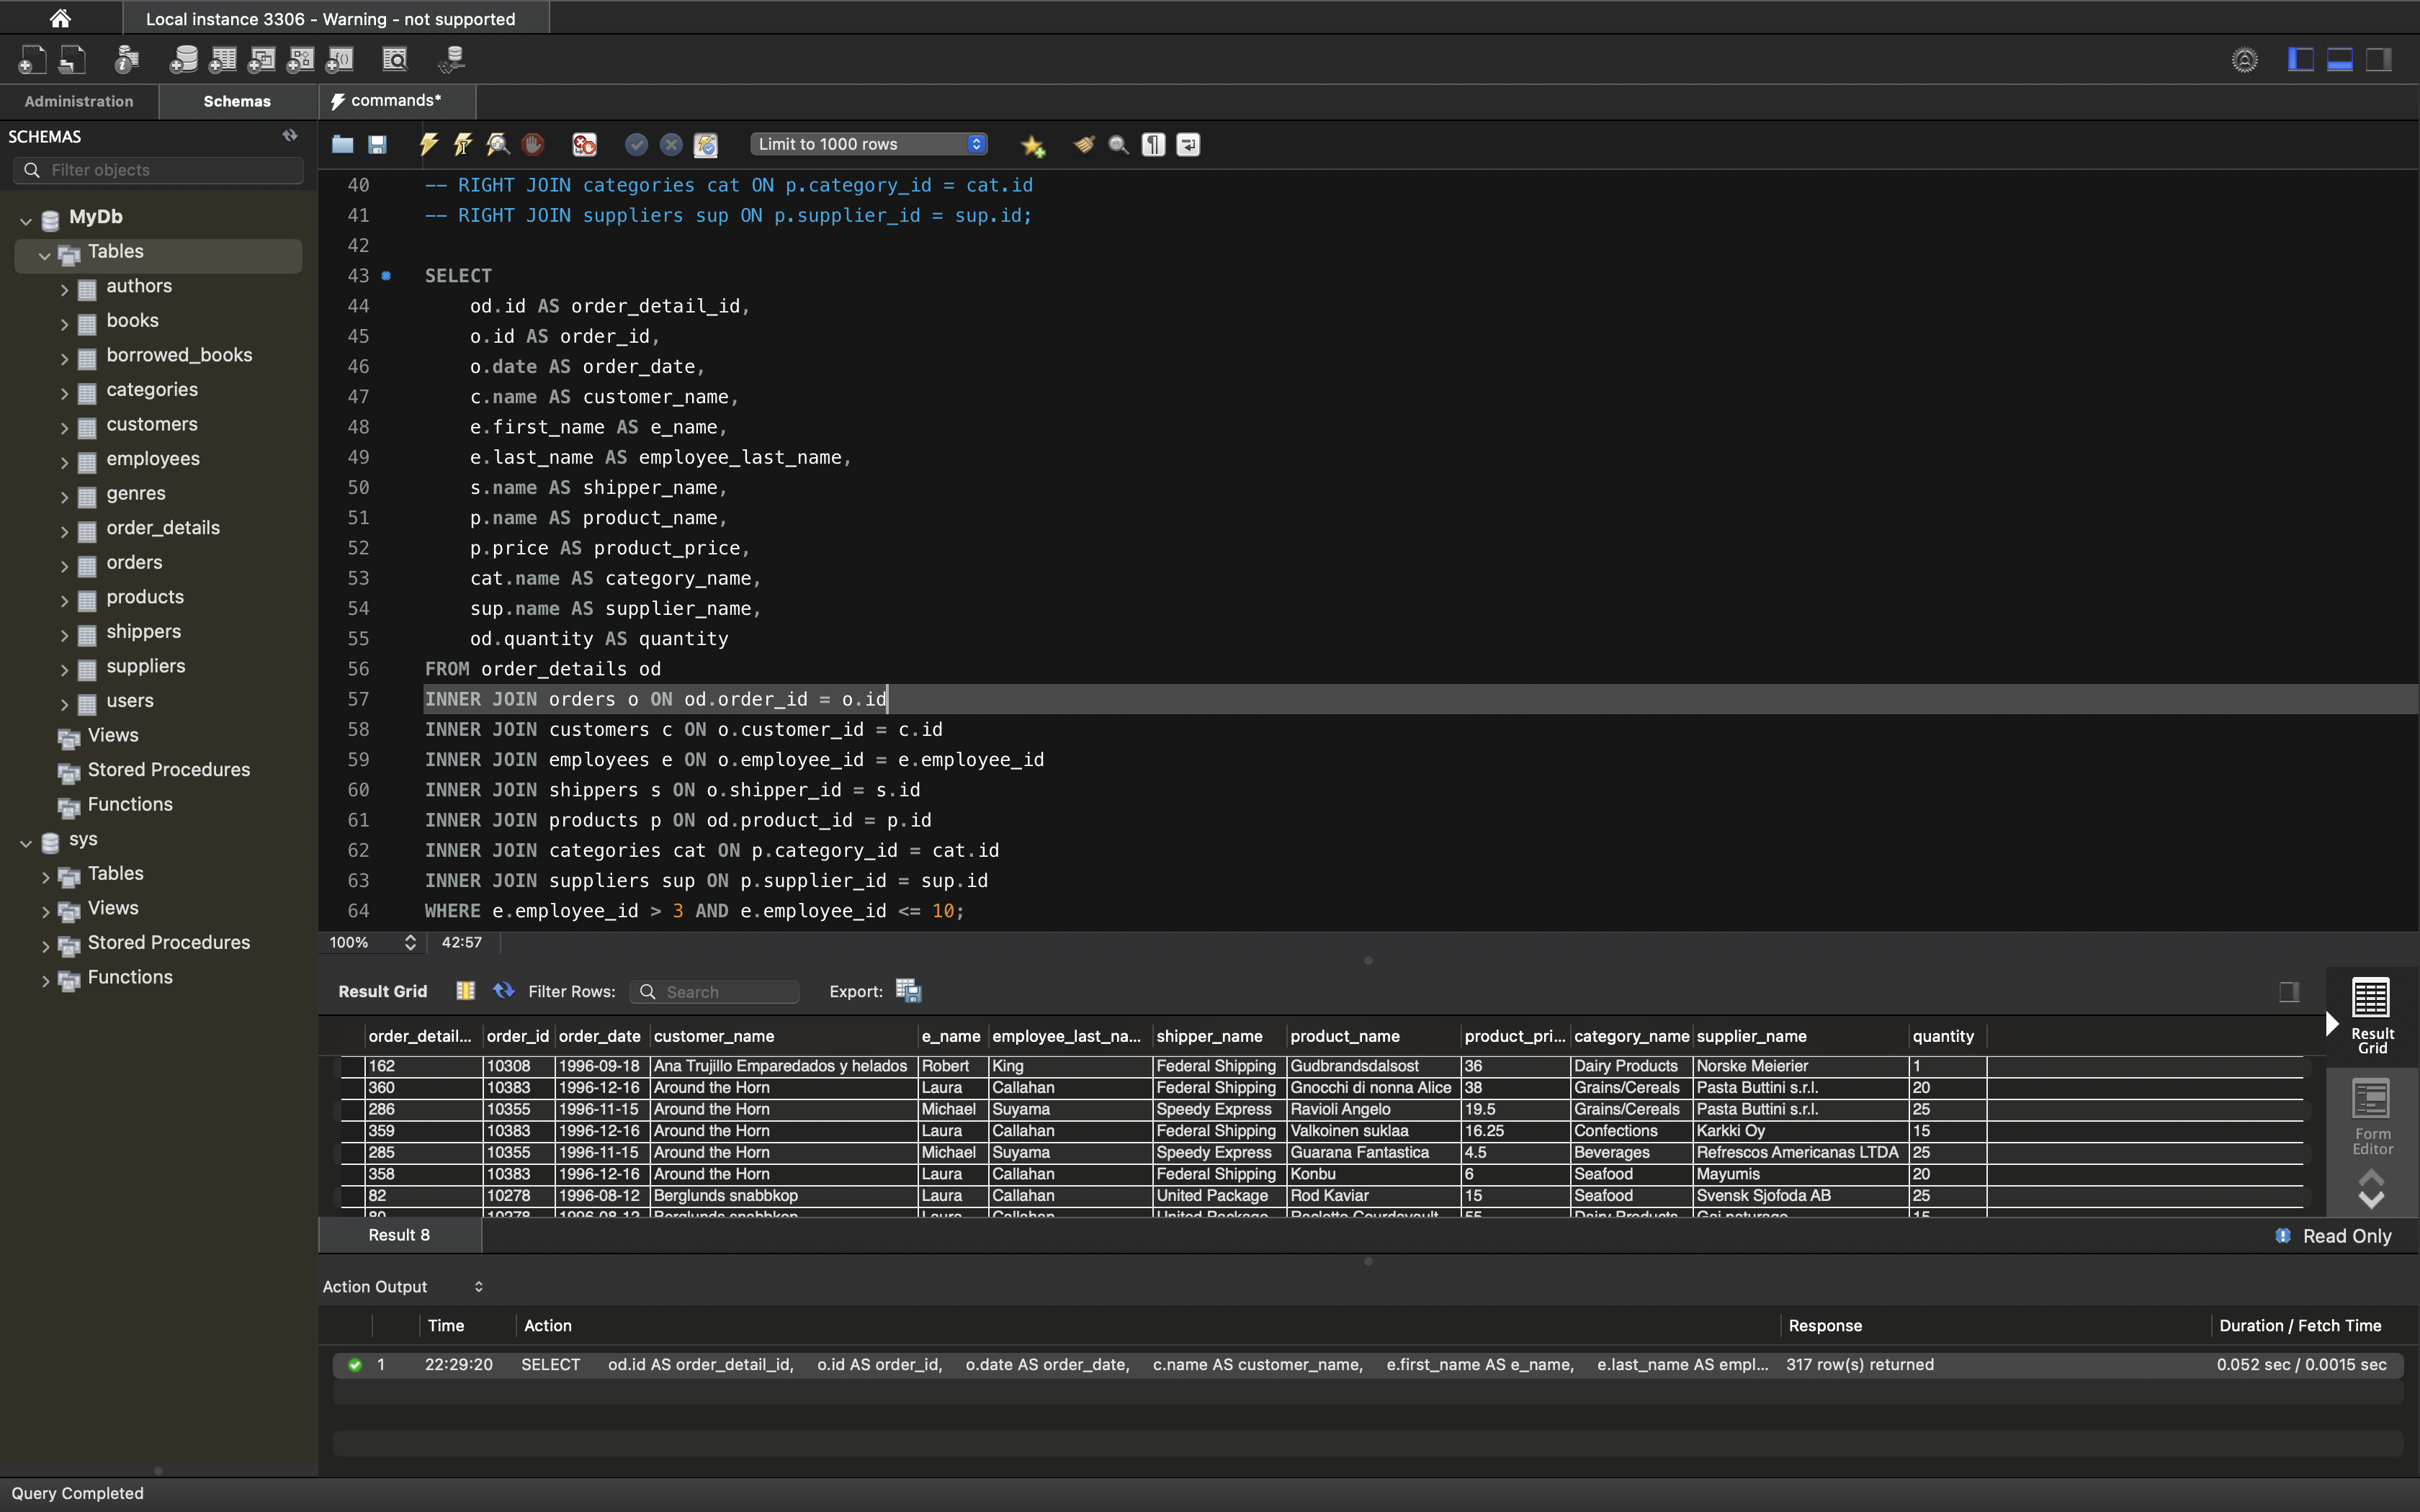 Local instance 3306 - Warning - not supported
Administration
Schemas
commands*
SCHEMAS
Filter objects
Limit to 1000 rows
MyDb
Tables
authors
books
borrowed_books
categories
customers
employees
genres
order_details
orders
products
shippers
suppliers
users
Views
Stored Procedures
Functions
sys
Tables
Views
Stored Procedures
Functions
40 -- RIGHT JOIN categories cat ON p.category_id = cat.id
41 -- RIGHT JOIN suppliers sup ON p.supplier_id = sup.id;
42
43 SELECT
44 od.id AS order_detail_id,
45 o.id AS order_id,
46 o.date AS order_date,
47 c.name AS customer_name,
48 e.first_name AS e_name,
49 e.last_name AS employee_last_name,
50 s.name AS shipper_name,
51 p.name AS product_name,
52 p.price AS product_price,
53 cat.name AS category_name,
54 sup.name AS supplier_name,
55 od.quantity AS quantity
56 FROM order_details od
57 INNER JOIN orders o ON od.order_id = o.id
58 INNER JOIN customers c ON o.customer_id = c.id
59 INNER JOIN employees e ON o.employee_id = e.employee_id
60 INNER JOIN shippers s ON o.shipper_id = s.id
61 INNER JOIN products p ON od.product_id = p.id
62 INNER JOIN categories cat ON p.category_id = cat.id
63 INNER JOIN suppliers sup ON p.supplier_id = sup.id
64 WHERE e.employee_id > 3 AND e.employee_id <= 10;
100% 42:57
Result Grid Filter Rows: Search Export:
order_detail... order_id order_date customer_name e_name employee_last_na... shipper_name product_name product_pri... category_name supplier_name quantity
162 10308 1996-09-18 Ana Trujillo Emparedados y helados Robert King Federal Shipping Gudbrandsdalsost 36 Dairy Products Norske Meierier 1
360 10383 1996-12-16 Around the Horn Laura Callahan Federal Shipping Gnocchi di nonna Alice 38 Grains/Cereals Pasta Buttini s.r.l. 20
286 10355 1996-11-15 Around the Horn Michael Suyama Speedy Express Ravioli Angelo 19.5 Grains/Cereals Pasta Buttini s.r.l. 25
359 10383 1996-12-16 Around the Horn Laura Callahan Federal Shipping Valkoinen suklaa 16.25 Confections Karkki Oy 15
285 10355 1996-11-15 Around the Horn Michael Suyama Speedy Express Guarana Fantastica 4.5 Beverages Refrescos Americanas LTDA 25
358 10383 1996-12-16 Around the Horn Laura Callahan Federal Shipping Konbu 6 Seafood Mayumis 20
82 10278 1996-08-12 Berglunds snabbkop Laura Callahan United Package Rod Kaviar 15 Seafood Svensk Sjofoda AB 25
80 10278 1996-08-12 Berglunds snabbkop Laura Callahan United Package Raclette Courdavault 55 Dairy Products Gai paturage 15
Result Grid
Form Editor
Result 8
Read Only
Action Output
Time Action Response Duration / Fetch Time
1 22:29:20 SELECT od.id AS order_detail_id, o.id AS order_id, o.date AS order_date, c.name AS customer_name, e.first_name AS e_name, e.last_name AS empl... 317 row(s) returned 0.052 sec / 0.0015 sec
Query Completed